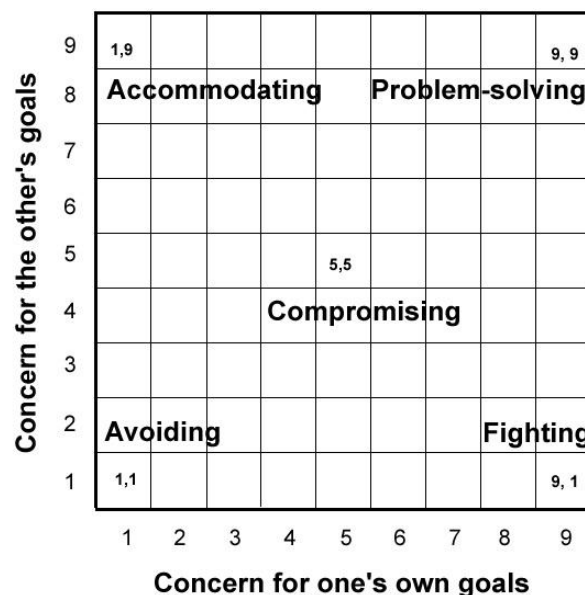 Concern for the other's goals
9
1,9
9, 9
8
Accommodating
Problem-solving
7
6
5
5,5
4
Compromising
3
2
Avoiding
Fighting
1
1,1
9, 1
1 2 3 4 5 6 7 8 9
Concern for one's own goals